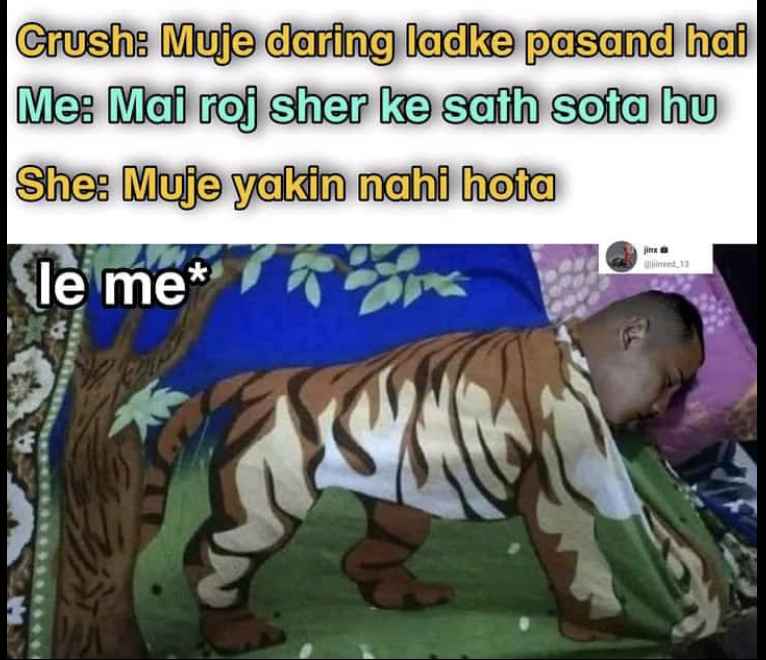 Crush: Muje daring ladke pasand hai
Me: Mai roj sher ke sath sota hu
She: Muje yakin nahi hota
jinx
@jinxed_13
le me*